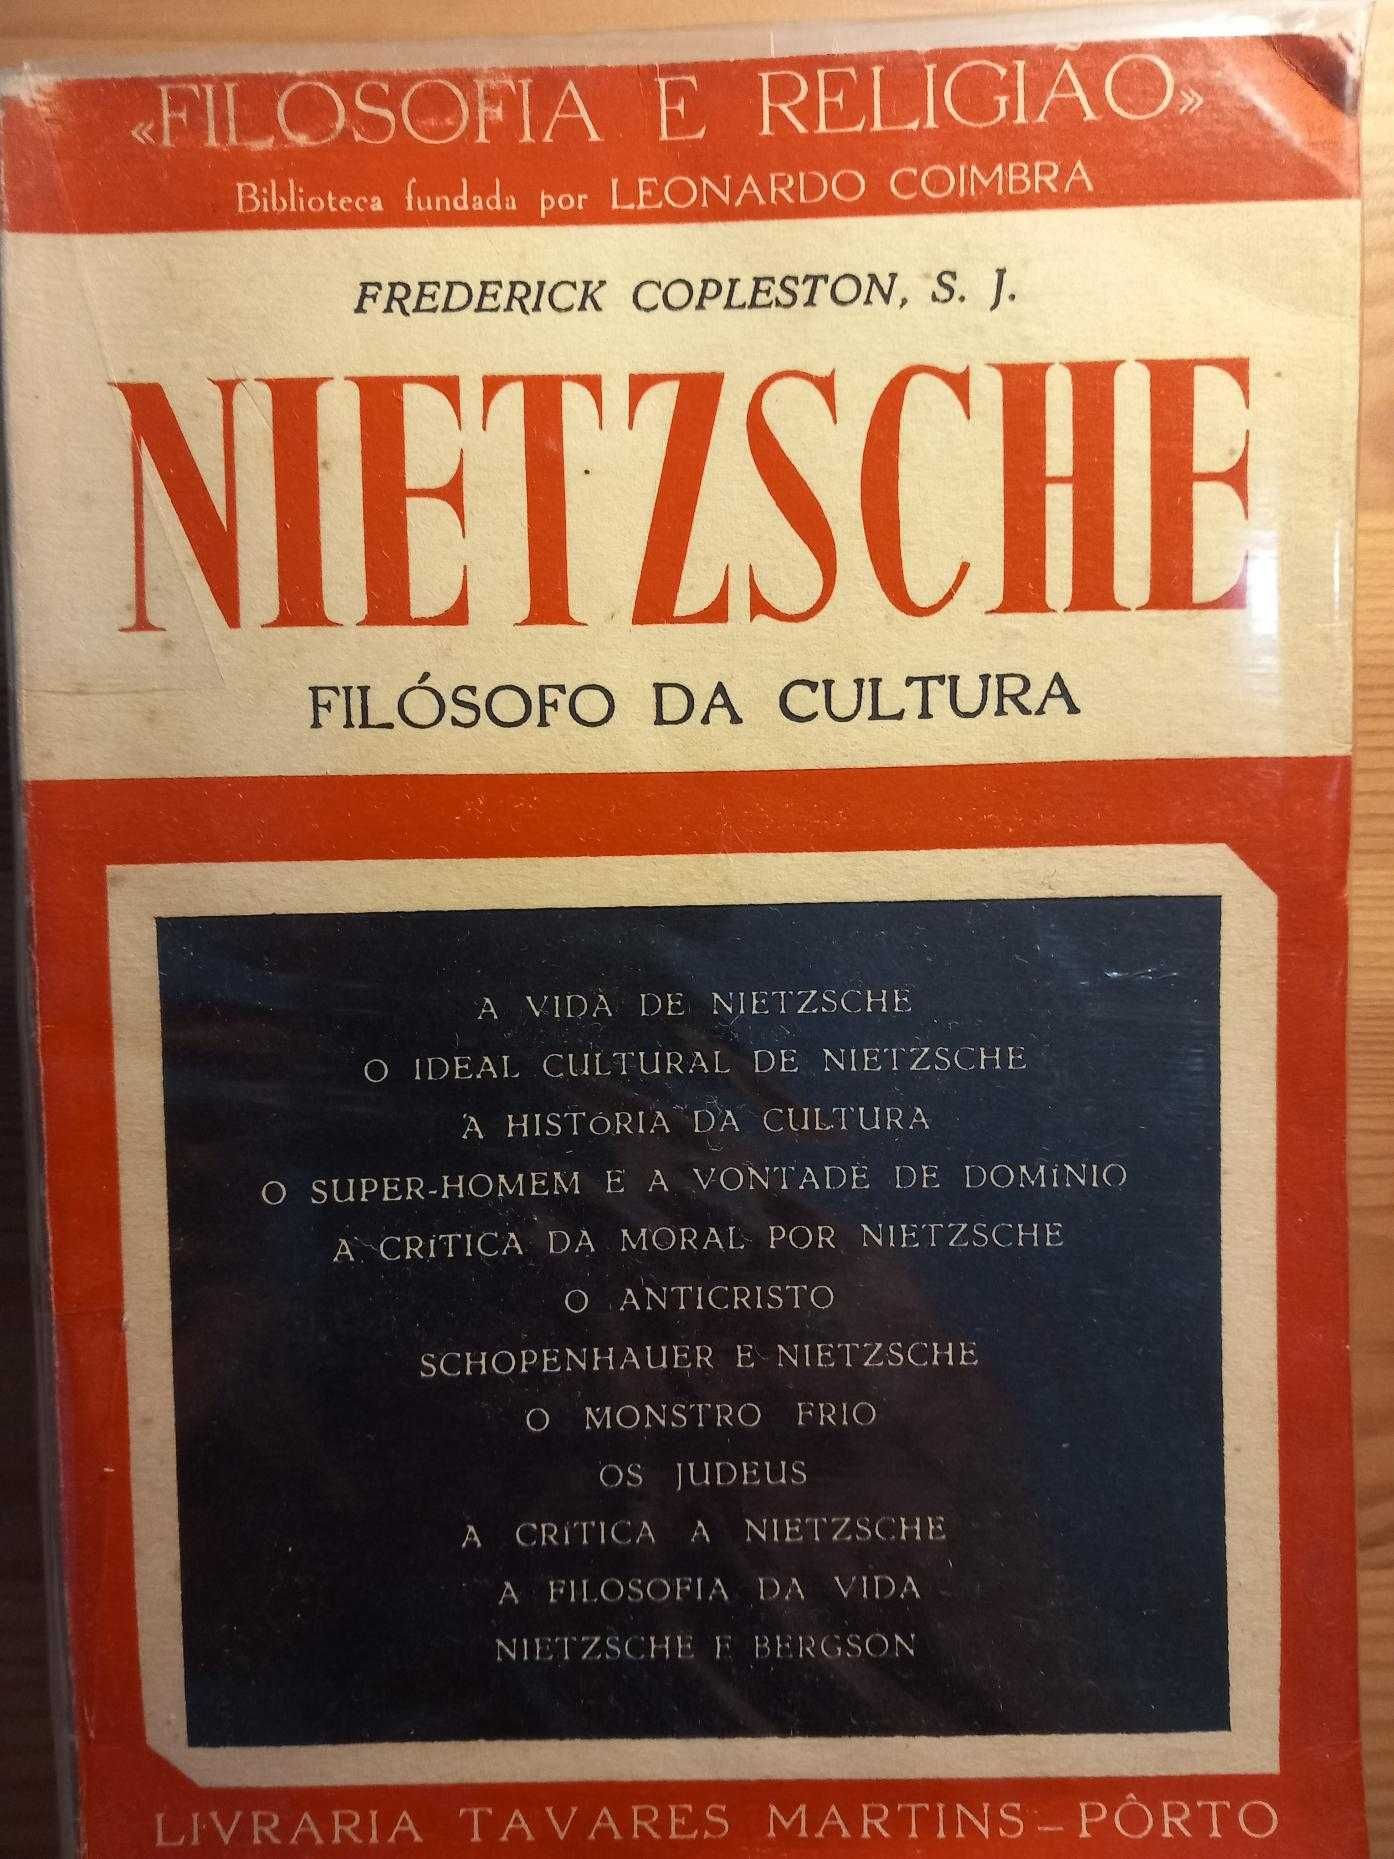 «FILOSOFIA E RELIGIÃO»
Biblioteca fundada por LEONARDO COIMBRA
FREDERICK COPLESTON, S. J.
NIETZSCHE
FILÓSOFO DA CULTURA
A VIDA DE NIETZSCHE
O IDEAL CULTURAL DE NIETZSCHE
A HISTÓRIA DA CULTURA
O SUPER-HOMEM E A VONTADE DE DOMÍNIO
A CRÍTICA DA MORAL POR NIETZSCHE
O ANTICRISTO
SCHOPENHAUER E NIETZSCHE
O MONSTRO FRIO
OS JUDEUS
A CRÍTICA A NIETZSCHE
A FILOSOFIA DA VIDA
NIETZSCHE E BERGSON
LIVRARIA TAVARES MARTINS – PÔRTO